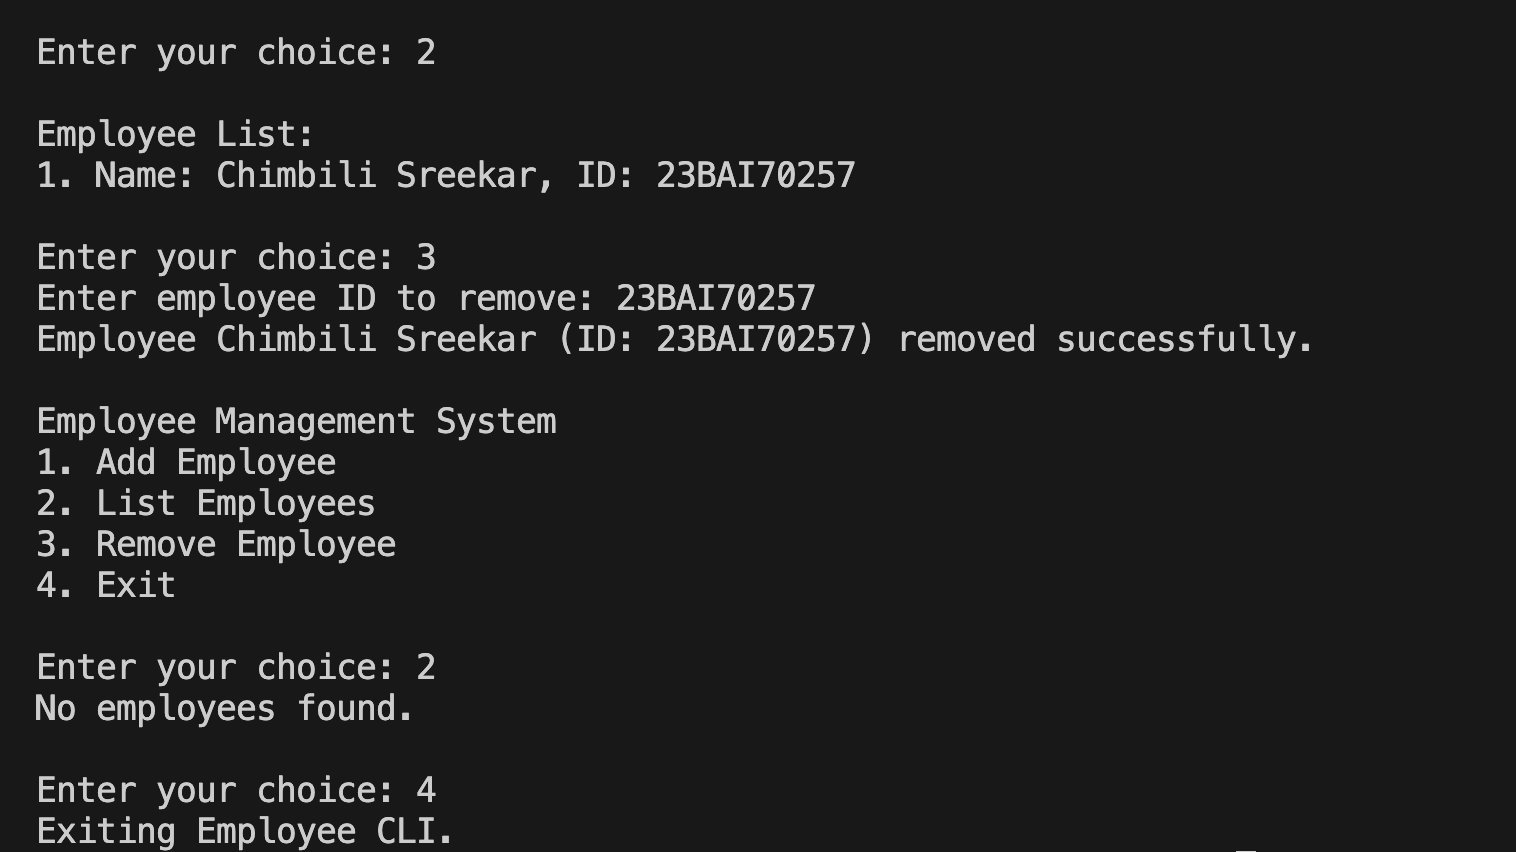 Enter your choice: 2
Employee List:
1. Name: Chimbili Sreekar, ID: 23BAI70257
Enter your choice: 3
Enter employee ID to remove: 23BAI70257
Employee Chimbili Sreekar (ID: 23BAI70257) removed successfully.
Employee Management System
1. Add Employee
2. List Employees
3. Remove Employee
4. Exit
Enter your choice: 2
No employees found.
Enter your choice: 4
Exiting Employee CLI.